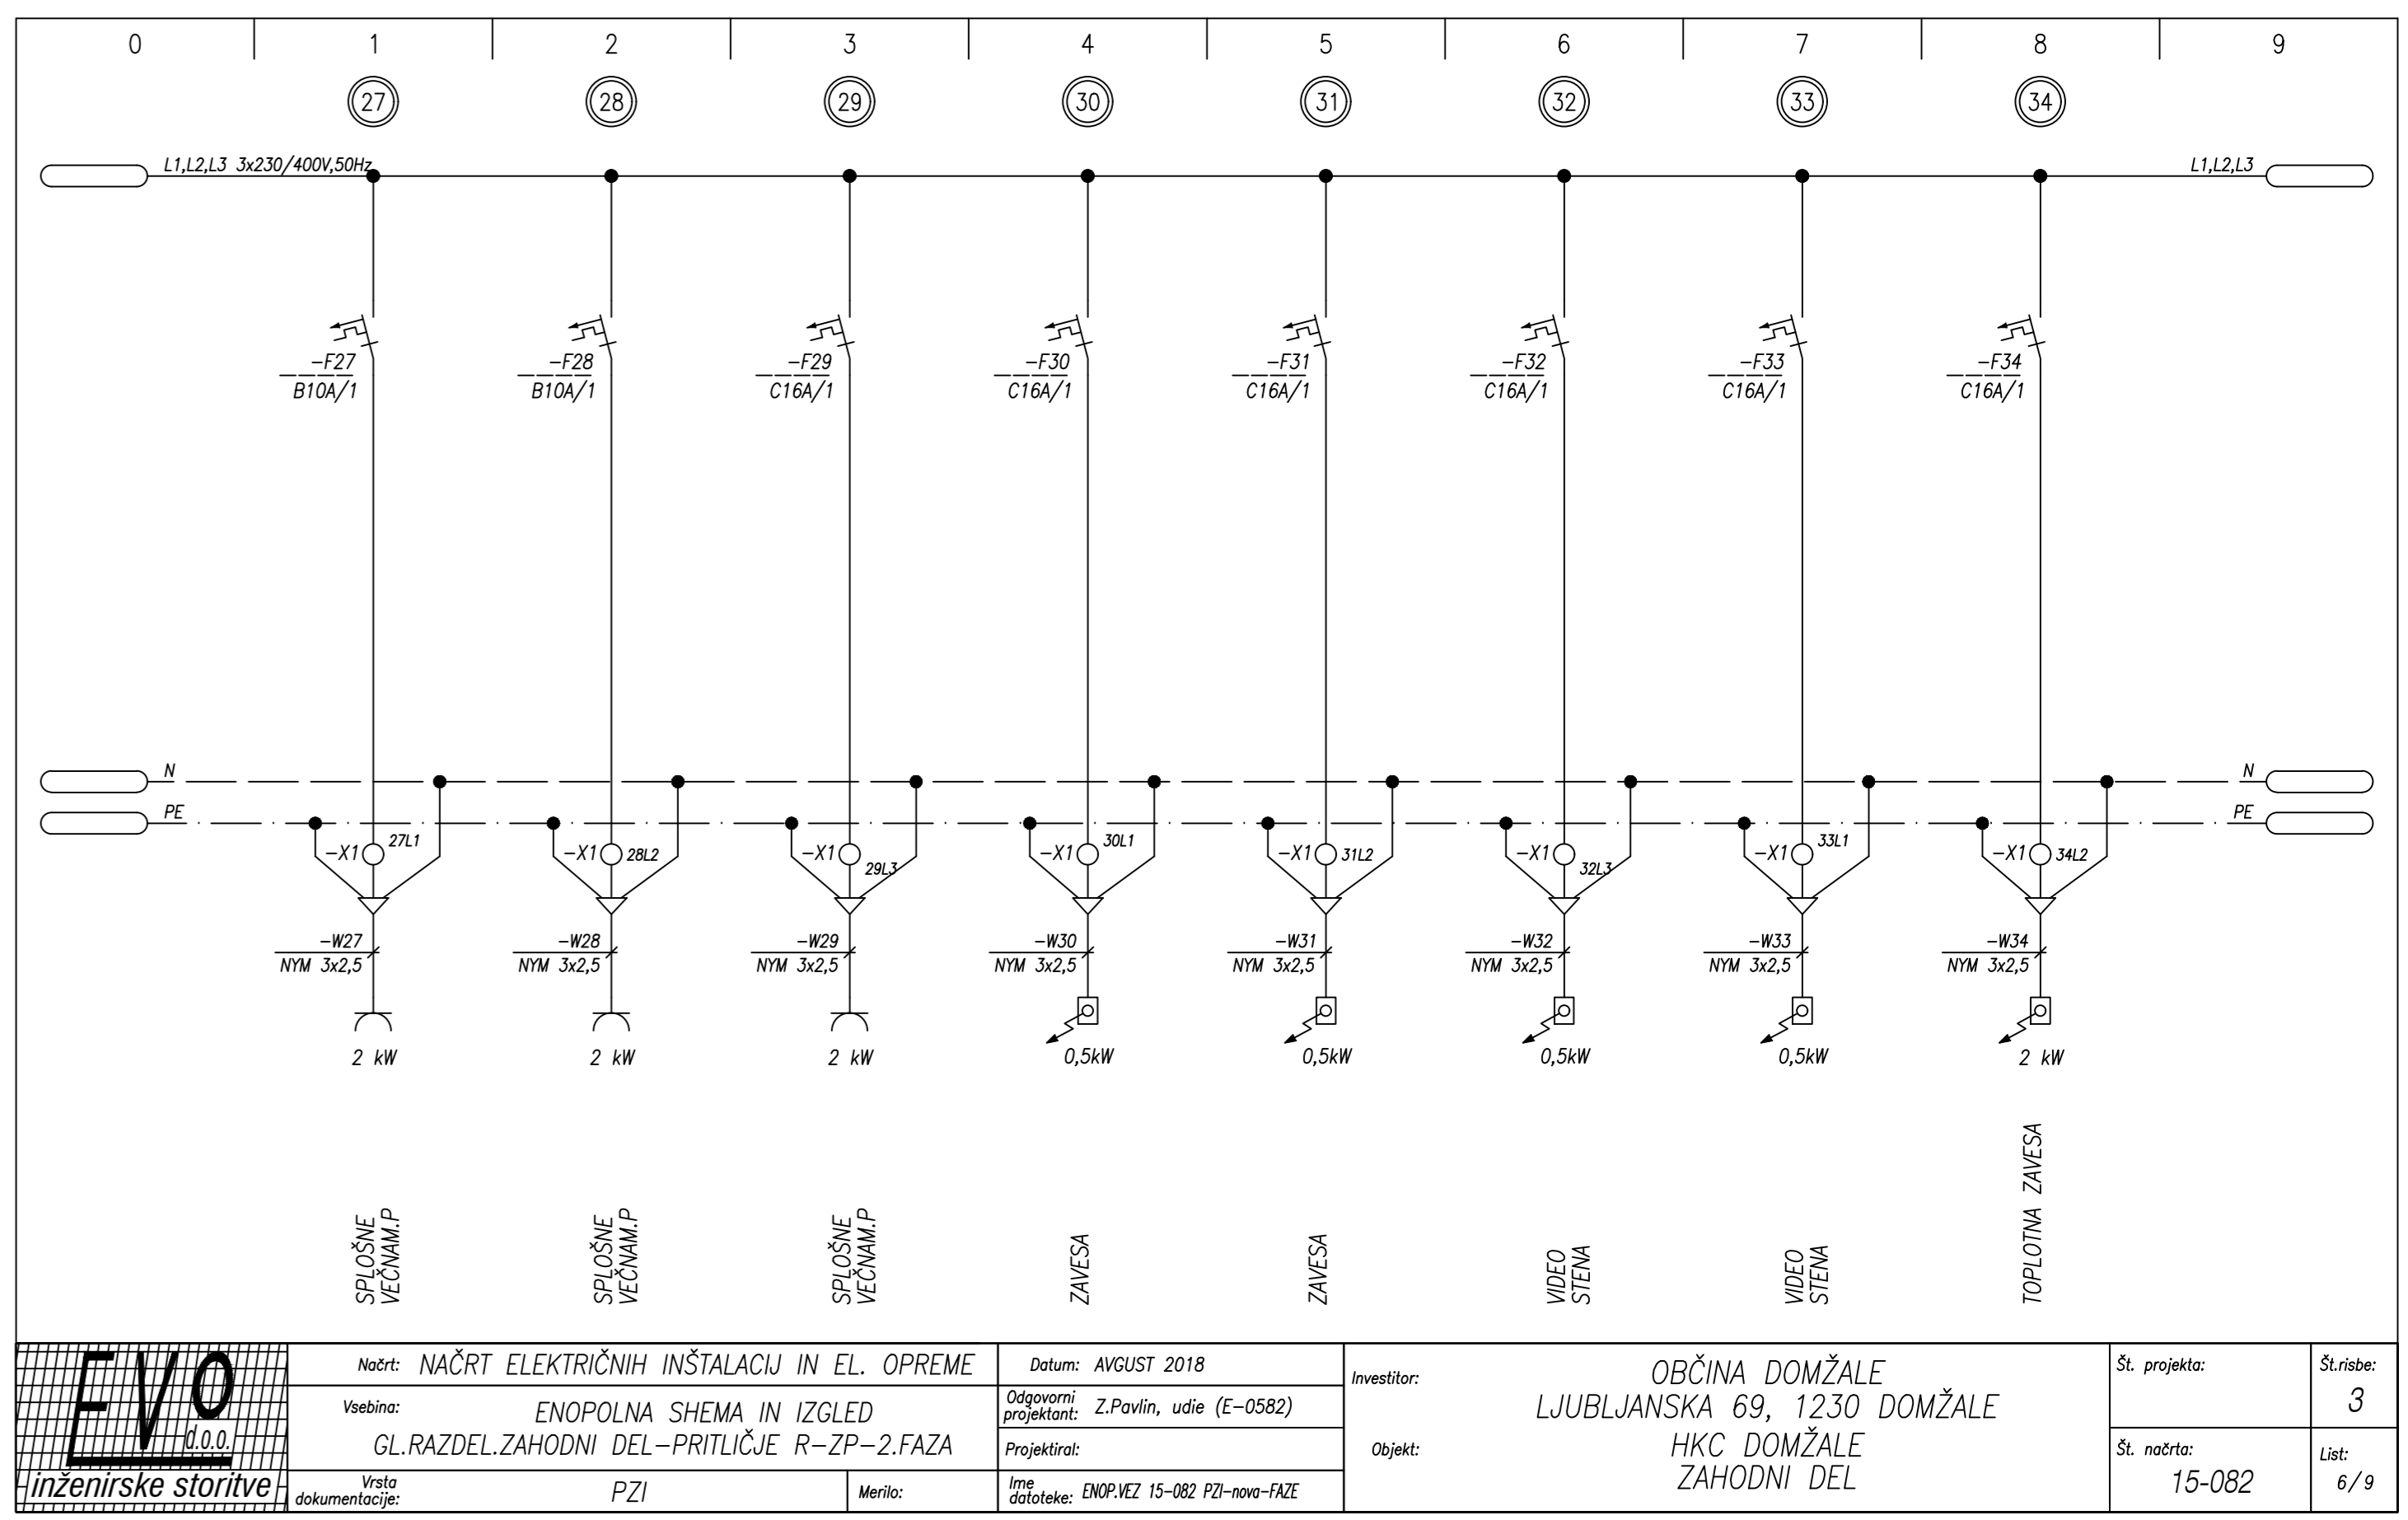 0 1 2 3 4 5 6 7 8 9
27 28 29 30 31 32 33 34
L1,L2,L3 3x230/400V,50Hz L1,L2,L3
-F27 -F28 -F29 -F30 -F31 -F32 -F33 -F34
B10A/1 B10A/1 C16A/1 C16A/1 C16A/1 C16A/1 C16A/1 C16A/1
N N
PE PE
-X1 27L1 -X1 28L2 -X1 29L3 -X1 30L1 -X1 31L2 -X1 32L3 -X1 33L1 -X1 34L2
-W27 -W28 -W29 -W30 -W31 -W32 -W33 -W34
NYM 3x2,5 NYM 3x2,5 NYM 3x2,5 NYM 3x2,5 NYM 3x2,5 NYM 3x2,5 NYM 3x2,5 NYM 3x2,5
2 kW 2 kW 2 kW 0,5kW 0,5kW 0,5kW 0,5kW 2 kW
SPLOŠNE
VEČNAM.P
SPLOŠNE
VEČNAM.P
SPLOŠNE
VEČNAM.P
ZAVESA
ZAVESA
VIDEO
STENA
VIDEO
STENA
TOPLOTNA ZAVESA
EVO
d.o.o.
inženirske storitve
Načrt: NAČRT ELEKTRIČNIH INŠTALACIJ IN EL. OPREME
Vsebina: ENOPOLNA SHEMA IN IZGLED
GL.RAZDEL.ZAHODNI DEL-PRITLIČJE R-ZP-2.FAZA
Vrsta
dokumentacije: PZI
Merilo:
Datum: AVGUST 2018
Odgovorni
projektant: Z.Pavlin, udie (E-0582)
Projektiral:
Ime
datoteke: ENOP.VEZ 15-082 PZI-nova-FAZE
Investitor: OBČINA DOMŽALE
LJUBLJANSKA 69, 1230 DOMŽALE
Objekt: HKC DOMŽALE
ZAHODNI DEL
Št. projekta:
Št. načrta:
15-082
Št.risbe:
3
List:
6/9